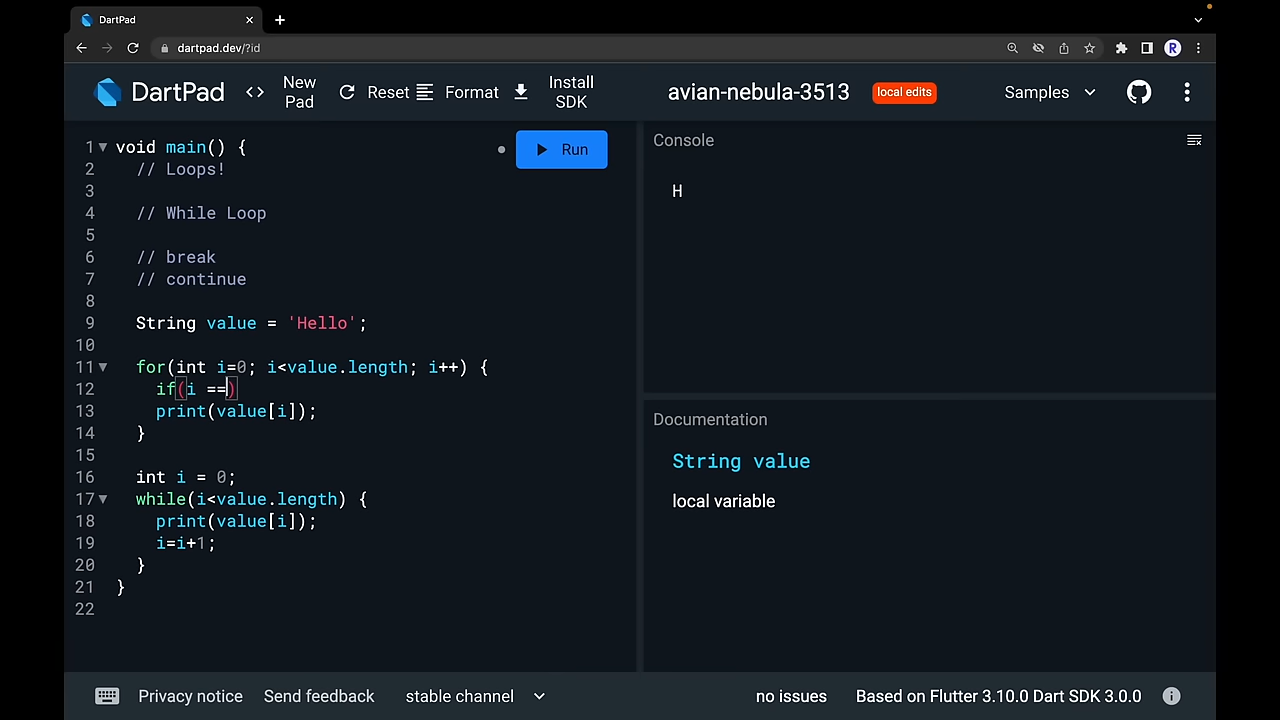 DartPad
dartpad.dev/?id
R
DartPad
<> New Pad
Reset
Format
Install SDK
avian-nebula-3513
local edits
Samples
1 void main() {
2   // Loops!
3
4   // While Loop
5
6   // break
7   // continue
8
9   String value = 'Hello';
10
11   for(int i=0; i<value.length; i++) {
12     if(i ==)
13     print(value[i]);
14   }
15
16   int i = 0;
17   while(i<value.length) {
18     print(value[i]);
19     i=i+1;
20   }
21 }
22
Run
Console
H
Documentation
String value
local variable
Privacy notice
Send feedback
stable channel
no issues
Based on Flutter 3.10.0 Dart SDK 3.0.0